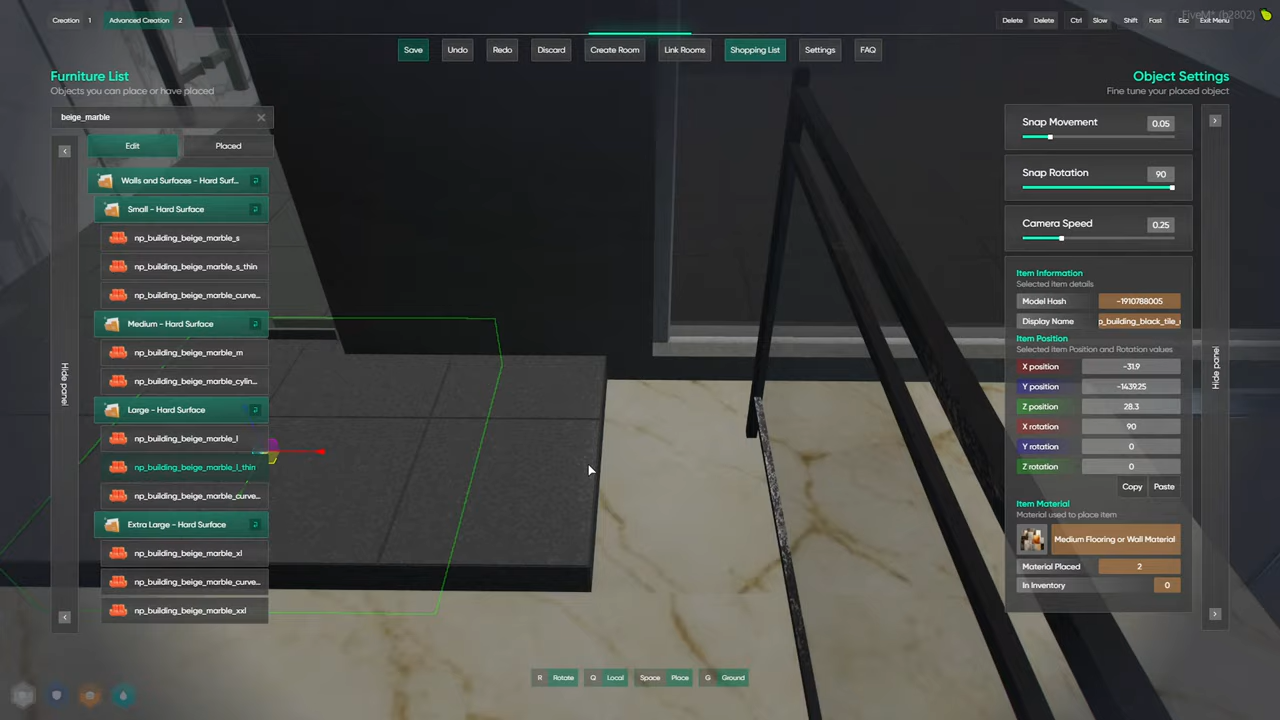 Creation 1 Advanced Creation 2
Delete Delete Ctrl Slow Shift Fast Esc Exit Menu
FiveM* (b2802)
Save Undo Redo Discard Create Room Link Rooms Shopping List Settings FAQ
Furniture List
Objects you can place or have placed
beige_marble
Edit Placed
Walls and Surfaces - Hard Surf...
Small - Hard Surface
np_building_beige_marble_s
np_building_beige_marble_s_thin
np_building_beige_marble_curve...
Medium - Hard Surface
np_building_beige_marble_m
np_building_beige_marble_cylin...
Large - Hard Surface
np_building_beige_marble_l
np_building_beige_marble_l_thin
np_building_beige_marble_curve...
Extra Large - Hard Surface
np_building_beige_marble_xl
np_building_beige_marble_curve...
np_building_beige_marble_xxl
Hide panel
R Rotate Q Local Space Place G Ground
Object Settings
Fine tune your placed object
Snap Movement 0.05
Snap Rotation 90
Camera Speed 0.25
Item Information
Selected item details
Model Hash -1910788005
Display Name p_building_black_tile_
Item Position
Selected item Position and Rotation values
X position -31.9
Y position -1439.25
Z position 28.3
X rotation 90
Y rotation 0
Z rotation 0
Copy Paste
Item Material
Material used to place item
Medium Flooring or Wall Material
Material Placed 2
In Inventory 0
Hide panel